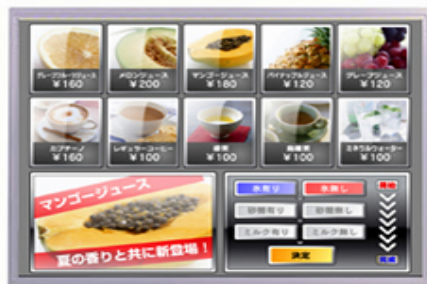 グレープフルーツジュース
¥160
メロンジュース
¥200
マンゴージュース
¥180
パイナップルジュース
¥120
グレープジュース
¥120
カプチーノ
¥160
レギュラーコーヒー
¥100
緑茶
¥100
烏龍茶
¥100
ミネラルウォーター
¥100
マンゴージュース
夏の香りと共に新登場！
氷有り
氷無し
砂糖有り
砂糖無し
ミルク有り
ミルク無し
決定